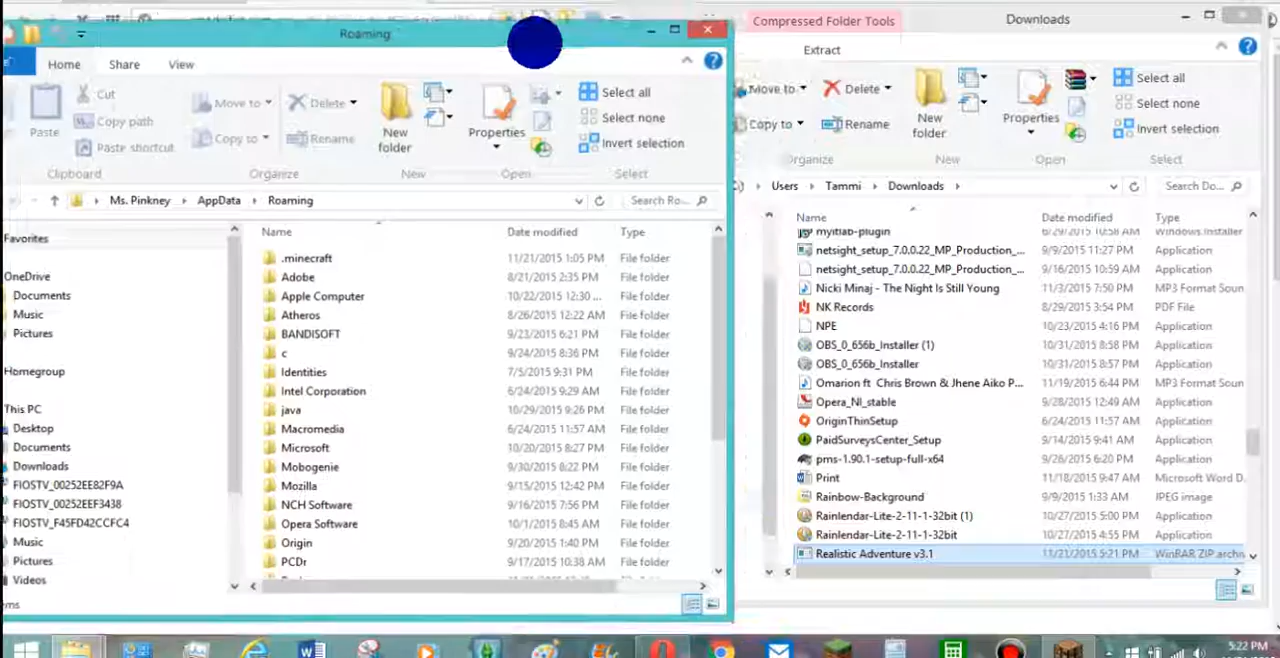 Roaming
Home Share View
Paste
Cut
Copy path
Paste shortcut
Clipboard
Move to
Copy to
Delete
Rename
Organize
New folder
New
Properties
Open
Select all
Select none
Invert selection
Select
Ms. Pinkney AppData Roaming
Search Ro...
Favorites
OneDrive
Documents
Music
Pictures
Homegroup
This PC
Desktop
Documents
Downloads
FIOSTV_00252EE82F9A
FIOSTV_00252EEF3438
FIOSTV_F45FD42CCFC4
Music
Pictures
Videos
Name Date modified Type
.minecraft 11/21/2015 1:05 PM File folder
Adobe 8/21/2015 2:35 PM File folder
Apple Computer 10/22/2015 12:30 ... File folder
Atheros 8/26/2015 12:22 AM File folder
BANDISOFT 9/23/2015 6:21 PM File folder
c 9/24/2015 8:36 PM File folder
Identities 7/5/2015 9:31 PM File folder
Intel Corporation 6/24/2015 9:29 AM File folder
java 10/29/2015 9:26 PM File folder
Macromedia 6/24/2015 11:57 AM File folder
Microsoft 10/20/2015 8:27 PM File folder
Mobogenie 9/30/2015 8:22 PM File folder
Mozilla 9/15/2015 12:42 PM File folder
NCH Software 9/16/2015 7:56 PM File folder
Opera Software 10/1/2015 8:45 AM File folder
Origin 9/20/2015 1:40 PM File folder
PCDr 9/17/2015 10:38 AM File folder
Compressed Folder Tools Downloads
Extract
Move to
Copy to
Delete
Rename
Organize
New folder
New
Properties
Open
Select all
Select none
Invert selection
Select
Users Tammi Downloads
Search Do...
Name Date modified Type
myitlab-plugin 6/29/2015 10:58 AM Windows Installer
netsight_setup_7.0.0.22_MP_Production_... 9/9/2015 11:27 PM Application
netsight_setup_7.0.0.22_MP_Production_... 9/16/2015 10:59 AM Application
Nicki Minaj - The Night Is Still Young 11/3/2015 7:50 PM MP3 Format Soun
NK Records 8/29/2015 3:54 PM PDF File
NPE 10/23/2015 4:16 PM Application
OBS_0_656b_Installer (1) 10/31/2015 8:58 PM Application
OBS_0_656b_Installer 10/31/2015 8:57 PM Application
Omarion ft Chris Brown & Jhene Aiko P... 11/19/2015 6:44 PM MP3 Format Soun
Opera_NI_stable 9/28/2015 12:49 AM Application
OriginThinSetup 6/24/2015 11:57 AM Application
PaidSurveysCenter_Setup 9/14/2015 9:41 AM Application
pms-1.90.1-setup-full-x64 9/26/2015 6:20 PM Application
Print 11/18/2015 9:47 AM Microsoft Word D
Rainbow-Background 9/9/2015 1:33 AM JPEG image
Rainlendar-Lite-2-11-1-32bit (1) 10/27/2015 5:00 PM Application
Rainlendar-Lite-2-11-1-32bit 10/27/2015 4:55 PM Application
Realistic Adventure v3.1 11/21/2015 5:21 PM WinRAR ZIP archiv
5:22 PM